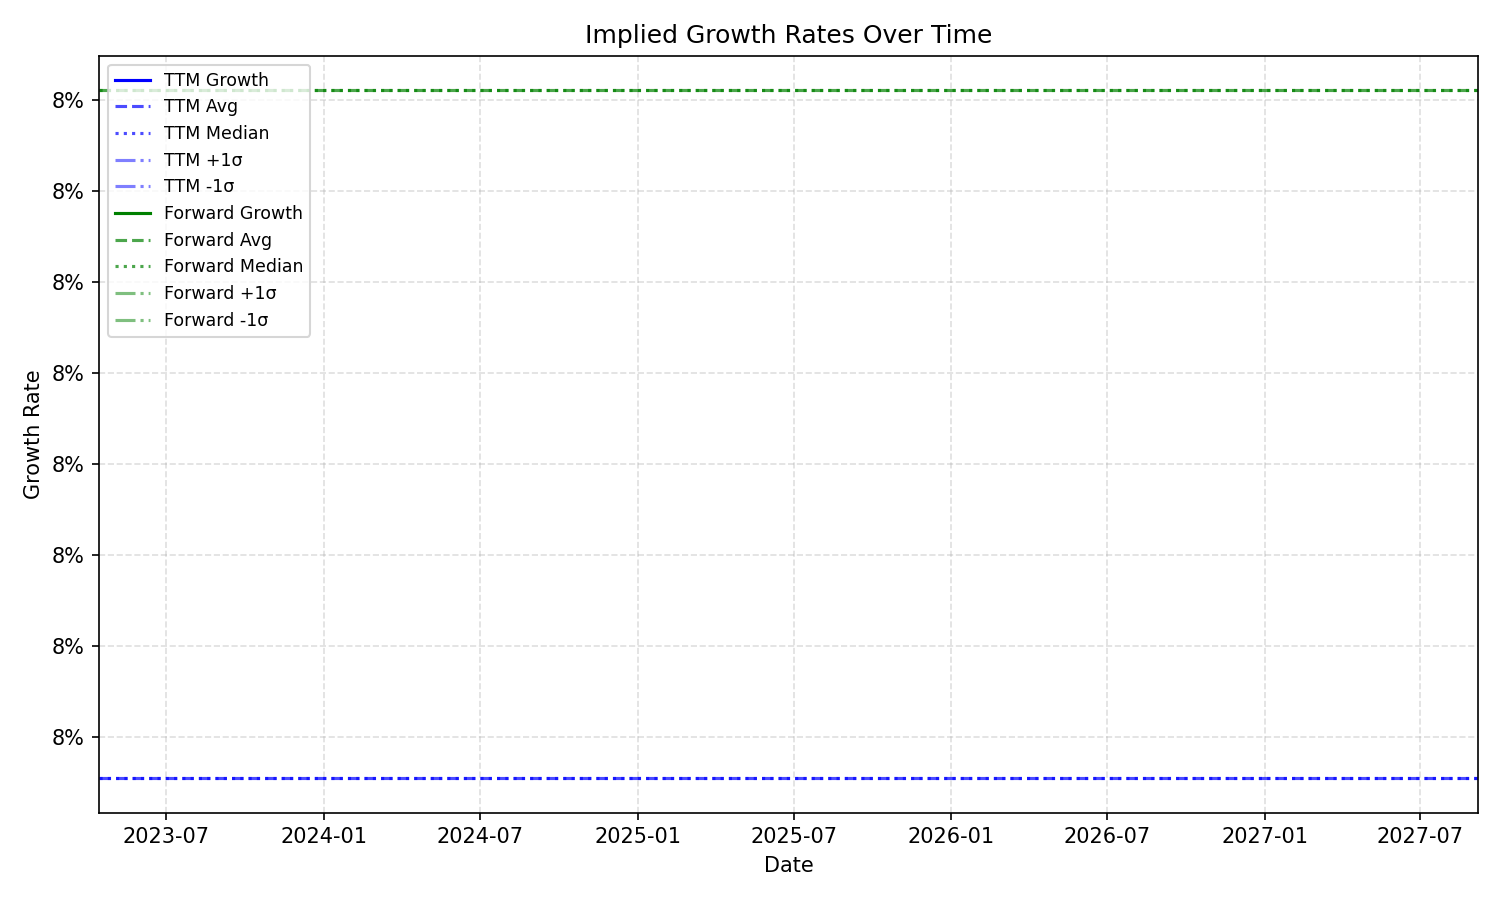 Implied Growth Rates Over Time
TTM Growth
TTM Avg
TTM Median
TTM +1σ
TTM -1σ
Forward Growth
Forward Avg
Forward Median
Forward +1σ
Forward -1σ
8%
8%
8%
8%
8%
8%
8%
8%
Growth Rate
2023-07
2024-01
2024-07
2025-01
2025-07
2026-01
2026-07
2027-01
2027-07
Date